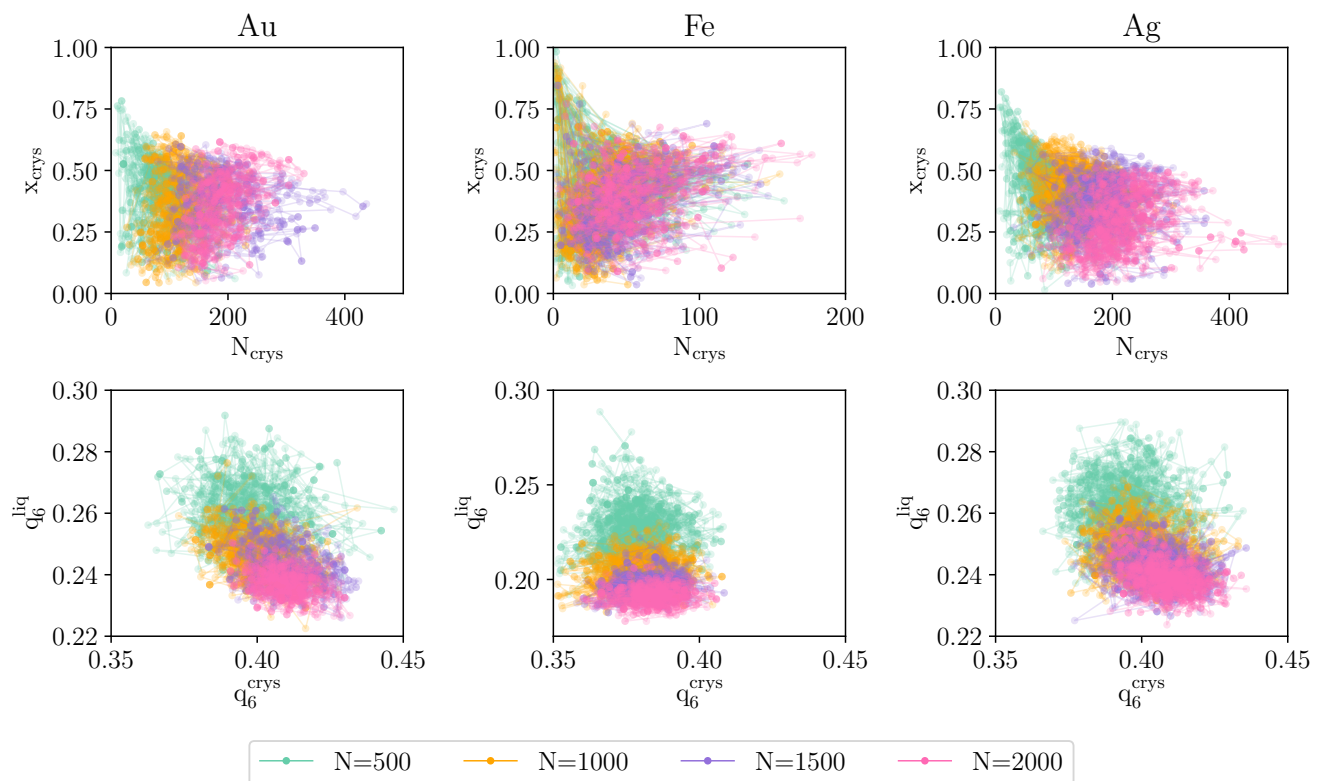 Au Fe Ag
1.00 1.00 1.00
0.75 0.75 0.75
0.50 0.50 0.50
0.25 0.25 0.25
0.00 0.00 0.00
x_crys x_crys x_crys
0 200 400 0 100 200 0 200 400
N_crys N_crys N_crys
0.30 0.30 0.30
0.28 0.25 0.28
0.26 0.20 0.26
0.24 0.24
0.22 0.22
q_6^liq q_6^liq q_6^liq
0.35 0.40 0.45 0.35 0.40 0.45 0.35 0.40 0.45
q_6^crys q_6^crys q_6^crys
N=500 N=1000 N=1500 N=2000